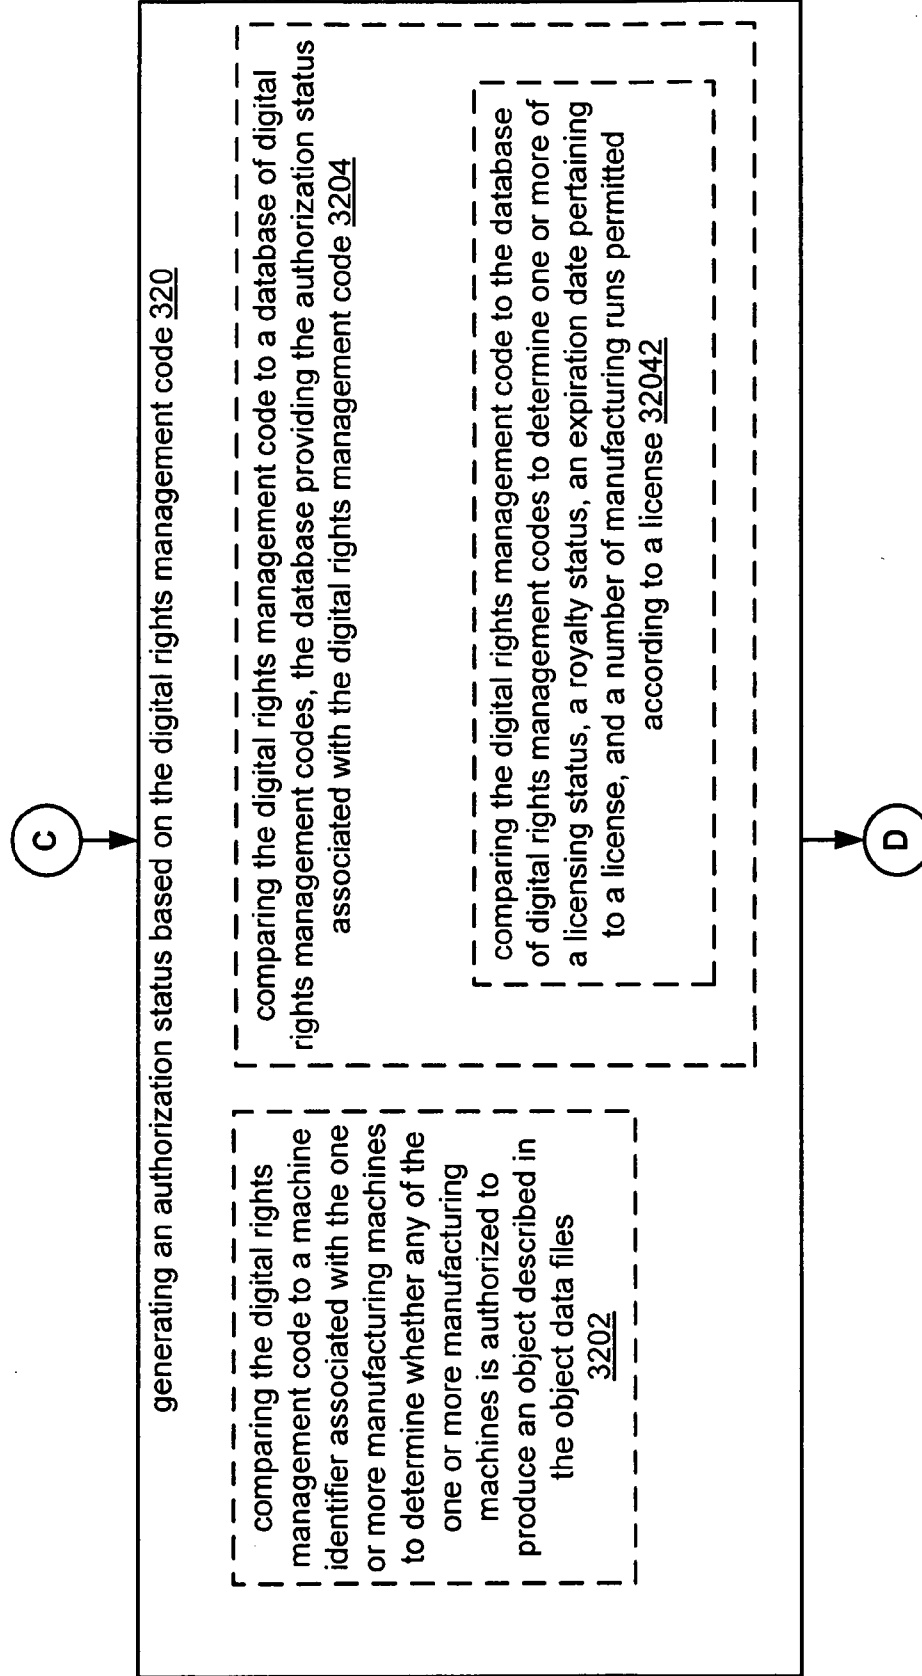 C
generating an authorization status based on the digital rights management code 320
comparing the digital rights
management code to a machine
identifier associated with the one
or more manufacturing machines
to determine whether any of the
one or more manufacturing
machines is authorized to
produce an object described in
the object data files
3202
comparing the digital rights management code to a database of digital
rights management codes, the database providing the authorization status
associated with the digital rights management code 3204
comparing the digital rights management code to the database
of digital rights management codes to determine one or more of
a licensing status, a royalty status, an expiration date pertaining
to a license, and a number of manufacturing runs permitted
according to a license 32042
D